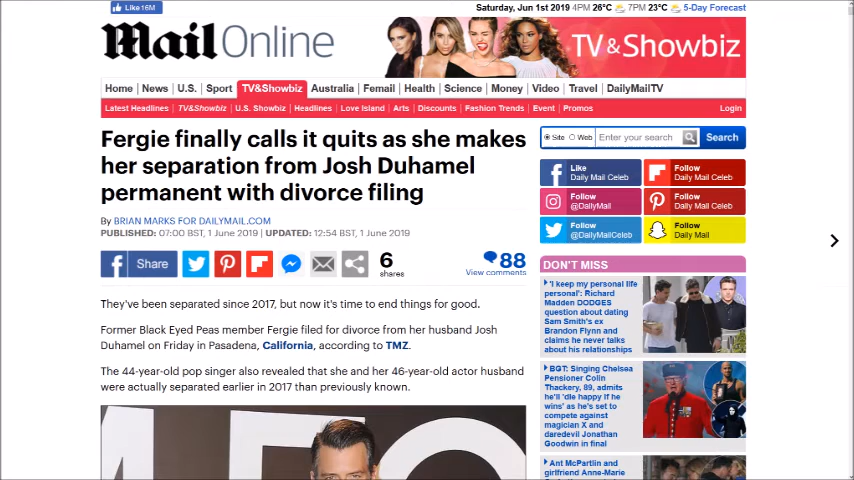 Like 16M
Saturday, Jun 1st 2019 4PM 26°C 7PM 23°C 5-Day Forecast
Mail Online
TV & Showbiz
Home News U.S. Sport TV&Showbiz Australia Femail Health Science Money Video Travel DailyMailTV
Latest Headlines TV&Showbiz U.S. Showbiz Headlines Love Island Arts Discounts Fashion Trends Event Promos Login
Fergie finally calls it quits as she makes
her separation from Josh Duhamel
permanent with divorce filing
By BRIAN MARKS FOR DAILYMAIL.COM
PUBLISHED: 07:00 BST, 1 June 2019 | UPDATED: 12:54 BST, 1 June 2019
Share
6
shares
88
View comments
They've been separated since 2017, but now it's time to end things for good.
Former Black Eyed Peas member Fergie filed for divorce from her husband Josh
Duhamel on Friday in Pasadena, California, according to TMZ.
The 44-year-old pop singer also revealed that she and her 46-year-old actor husband
were actually separated earlier in 2017 than previously known.
Site Web Enter your search Search
Like
Daily Mail Celeb
Follow
Daily Mail Celeb
Follow
@DailyMail
Follow
Daily Mail Celeb
Follow
@DailyMailCeleb
Follow
Daily Mail
DON'T MISS
'I keep my personal life
personal': Richard
Madden DODGES
question about dating
Sam Smith's ex
Brandon Flynn and
claims he never talks
about his relationships
BGT: Singing Chelsea
Pensioner Colin
Thackery, 89, admits
he'll 'die happy if he
wins' as he's set to
compete against
magician X and
daredevil Jonathan
Goodwin in final
Ant McPartlin and
girlfriend Anne-Marie